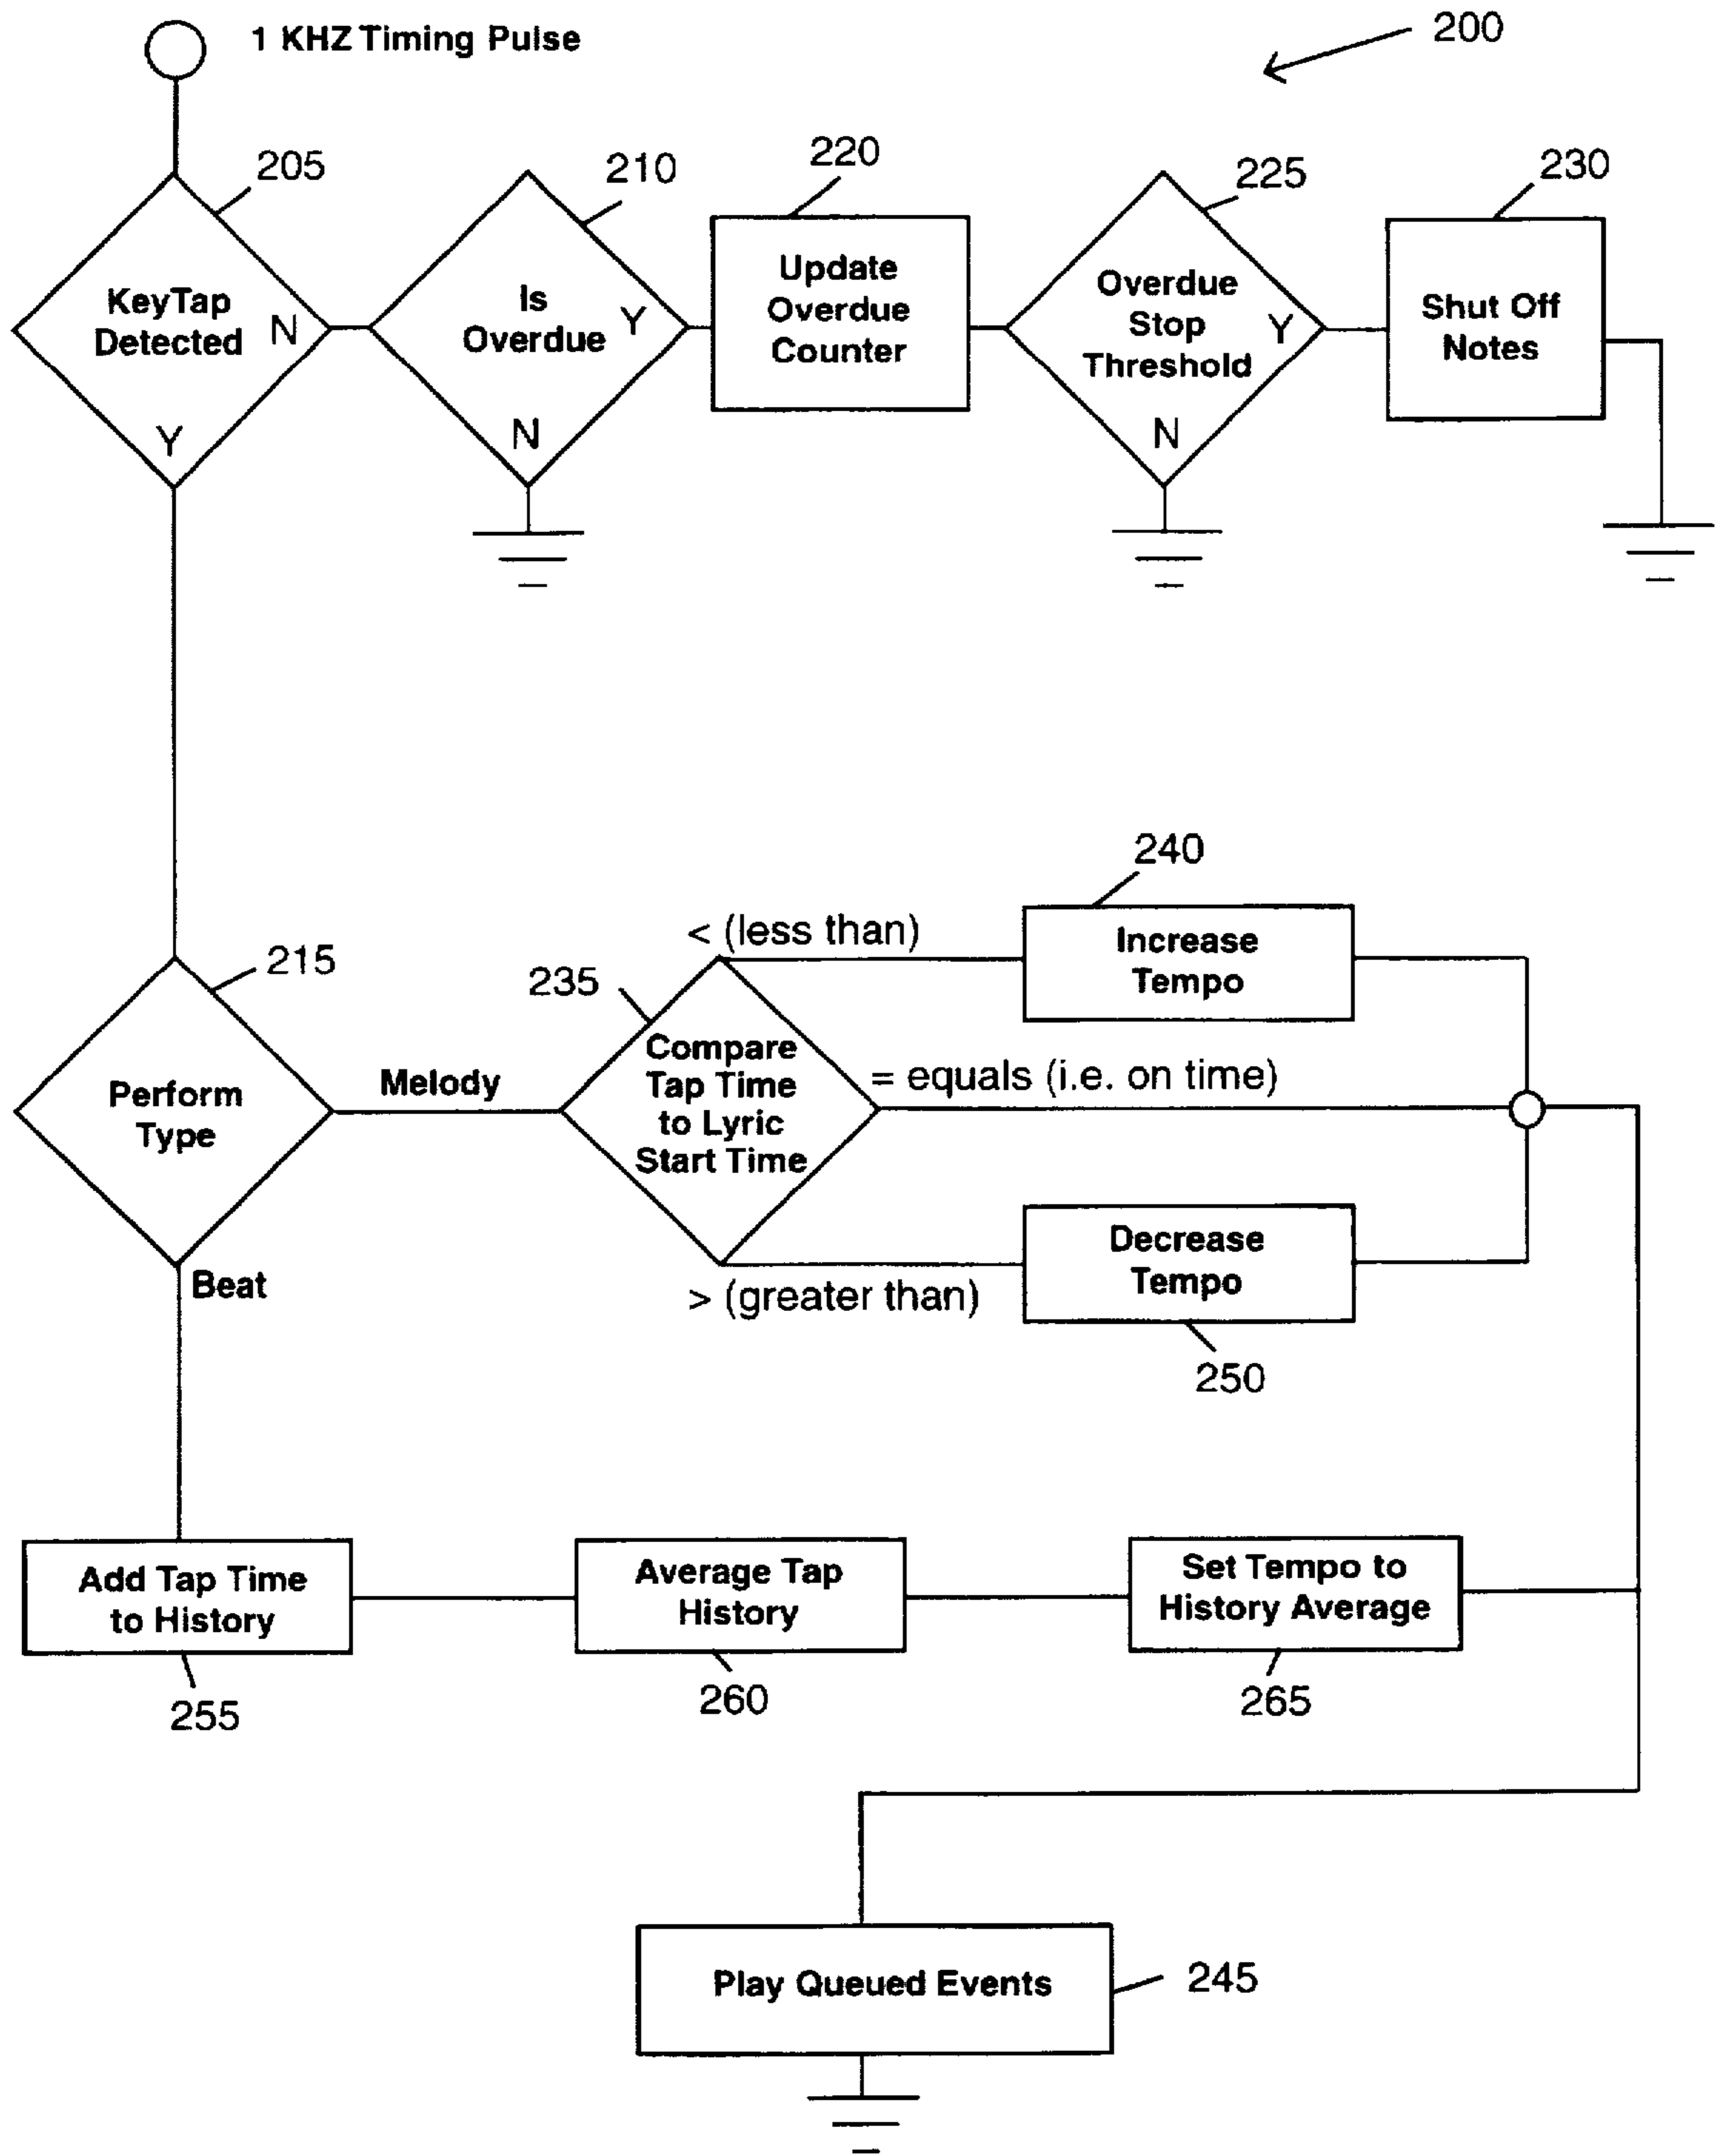 1 KHZ Timing Pulse
200
205
210
220
225
230
KeyTap
Detected
N
Y
Is
Overdue
Y
N
Update
Overdue
Counter
Overdue
Stop
Threshold
Y
N
Shut Off
Notes
240
< (less than)
Increase
Tempo
215
235
Perform
Type
Melody
Compare
Tap Time
to Lyric
Start Time
= equals (i.e. on time)
Beat
> (greater than)
Decrease
Tempo
250
Add Tap Time
to History
Average Tap
History
Set Tempo to
History Average
255
260
265
Play Queued Events
245